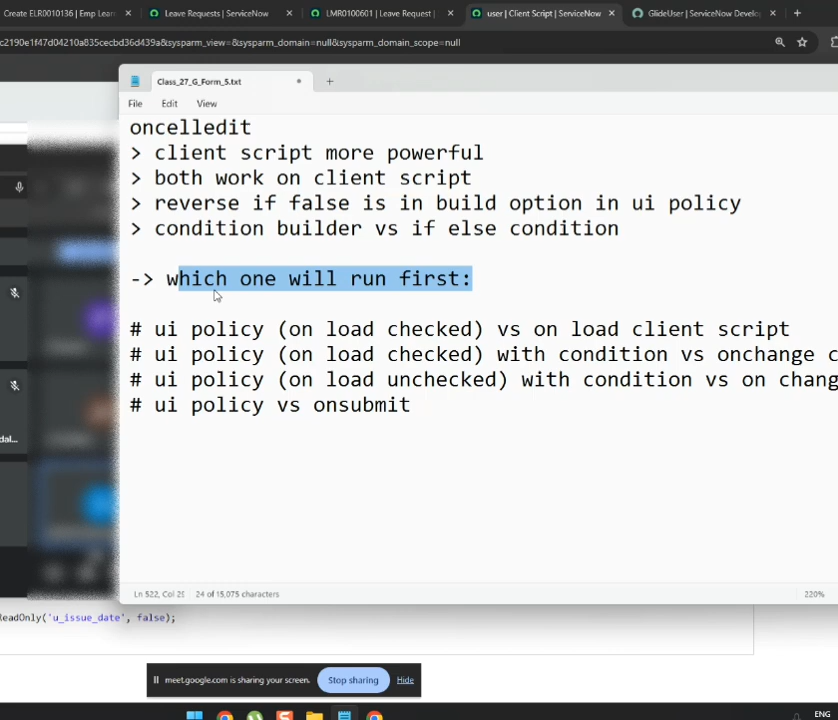 Create ELR0010136 | Emp Lear
Leave Requests | ServiceNow
LMR0100601 | Leave Request |
user | Client Script | ServiceNow
GlideUser | ServiceNow Develo
c2190e1f47d04210a835cecbd36d439a&sysparm_view=&sysparm_domain=null&sysparm_domain_scope=null
Class_27_G_Form_5.txt
File Edit View
oncelledit
> client script more powerful
> both work on client script
> reverse if false is in build option in ui policy
> condition builder vs if else condition
-> which one will run first:
# ui policy (on load checked) vs on load client script
# ui policy (on load checked) with condition vs onchange c
# ui policy (on load unchecked) with condition vs on chang
# ui policy vs onsubmit
dal...
Ln 522, Col 25 24 of 15,075 characters 220%
ReadOnly('u_issue_date', false);
meet.google.com is sharing your screen. Stop sharing Hide
ENG